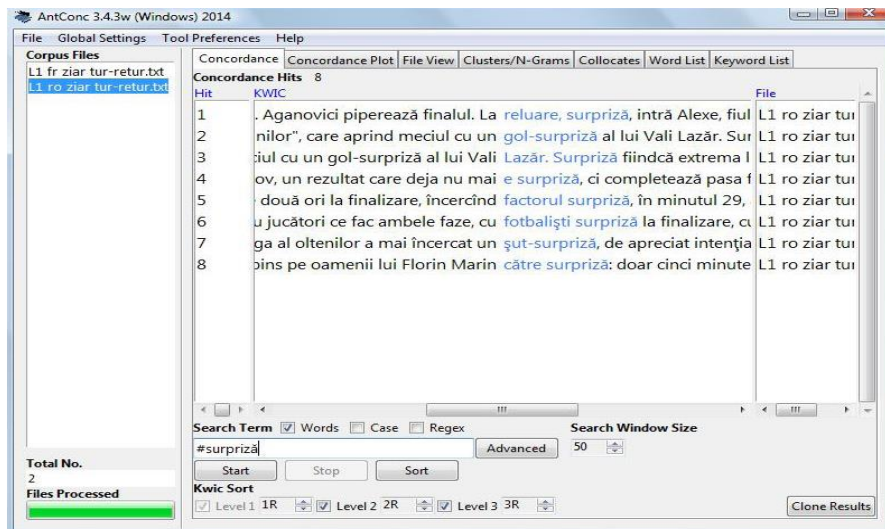 AntConc 3.4.3w (Windows) 2014
File Global Settings Tool Preferences Help
Corpus Files
L1 fr ziar tur-retur.txt
L1 ro ziar tur-retur.txt
Total No.
2
Files Processed
Concordance Concordance Plot File View Clusters/N-Grams Collocates Word List Keyword List
Concordance Hits 8
Hit KWIC File
1 . Aganovici piperează finalul. La reluare, surpriză, intră Alexe, fiul L1 ro ziar tur
2 nilor", care aprind meciul cu un gol-surpriză al lui Vali Lazăr. Sur L1 ro ziar tur
3 ciul cu un gol-surpriză al lui Vali Lazăr. Surpriză fiindcă extrema l L1 ro ziar tur
4 ov, un rezultat care deja nu mai e surpriză, ci completează pasa f L1 ro ziar tur
5 două ori la finalizare, încercînd factorul surpriză, în minutul 29, L1 ro ziar tur
6 u jucători ce fac ambele faze, cu fotbalişti surpriză la finalizare, cu L1 ro ziar tur
7 ga al oltenilor a mai încercat un şut-surpriză, de apreciat intenţia L1 ro ziar tur
8 pins pe oamenii lui Florin Marin către surpriză: doar cinci minute L1 ro ziar tur
Search Term Words Case Regex Search Window Size
#surpriză Advanced 50
Start Stop Sort
Kwic Sort
Level 1 1R Level 2 2R Level 3 3R Clone Results